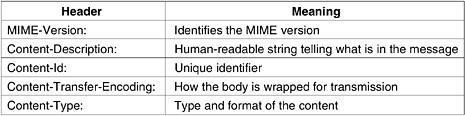 Header Meaning
MIME-Version: Identifies the MIME version
Content-Description: Human-readable string telling what is in the message
Content-Id: Unique identifier
Content-Transfer-Encoding: How the body is wrapped for transmission
Content-Type: Type and format of the content